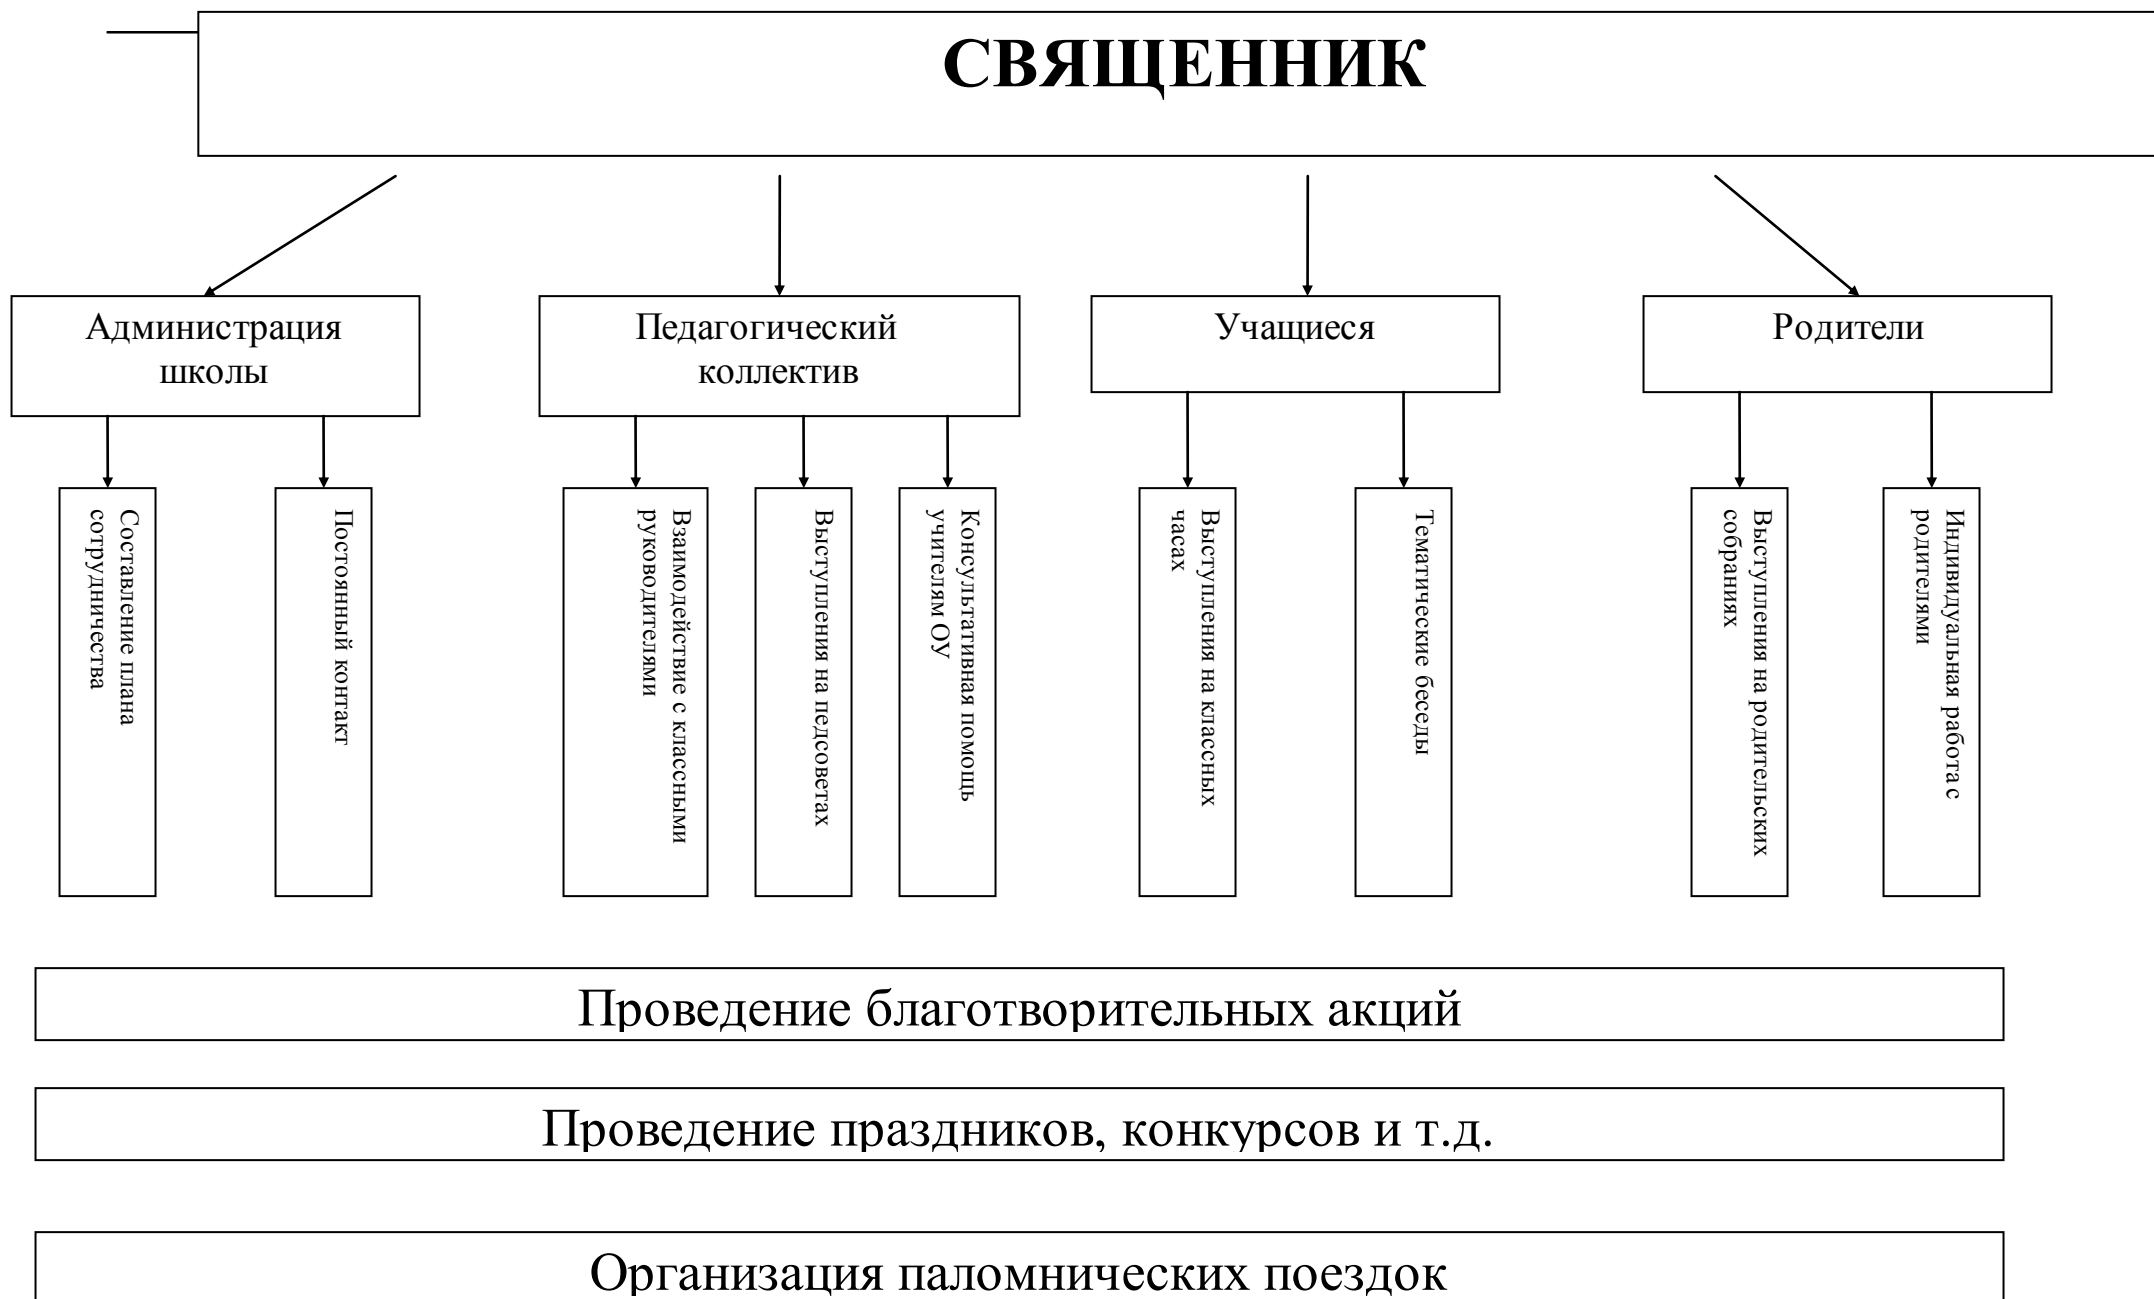 СВЯЩЕННИК
Администрация
школы
Педагогический
коллектив
Учащиеся
Родители
Составление плана
сотрудничества
Постоянный контакт
Взаимодействие с классными
руководителями
Выступления на педсоветах
Консультативная помощь
учителям ОУ
Выступления на классных
часах
Тематические беседы
Выступления на родительских
собраниях
Индивидуальная работа с
родителями
Проведение благотворительных акций
Проведение праздников, конкурсов и т.д.
Организация паломнических поездок